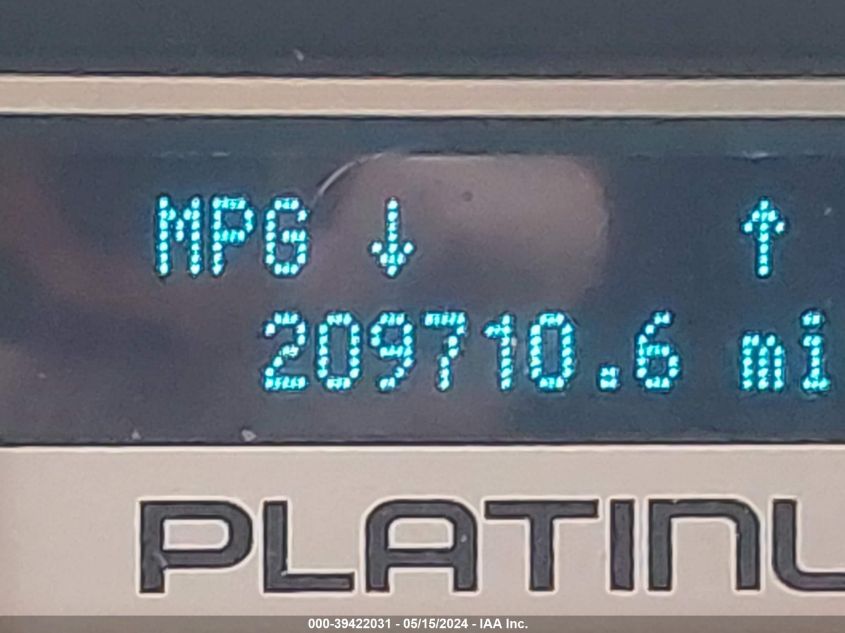 MPG ↓ ↑
209710.6 mi
PLATINU
000-39422031 - 05/15/2024 - IAA Inc.